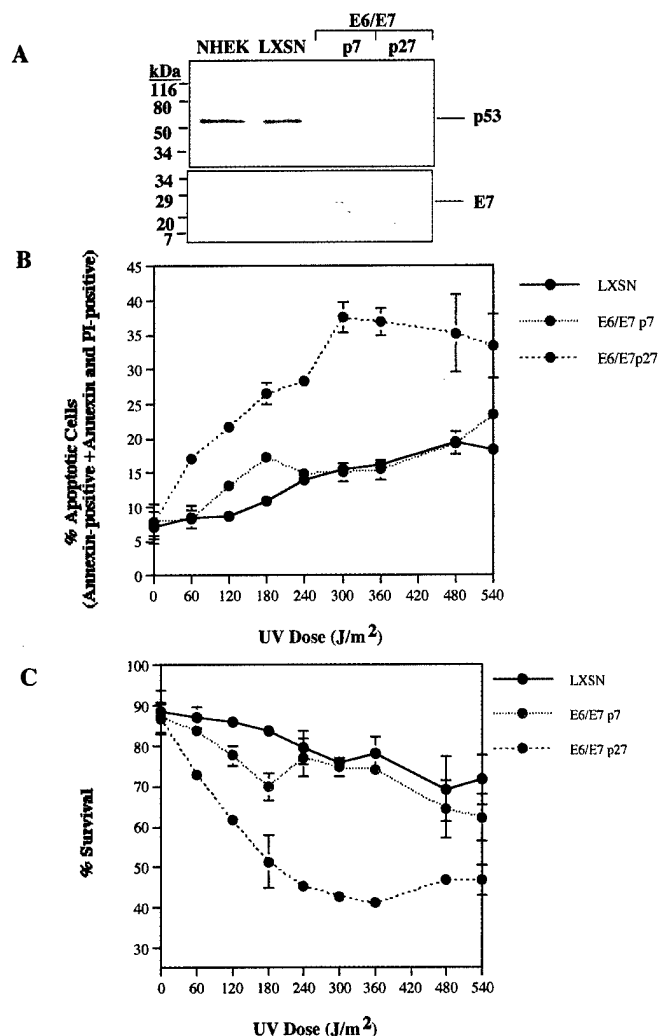 A
E6/E7
NHEK LXSN p7 p27
kDa
116
80
50
34
p53
34
29
20
7
E7
B
% Apoptotic Cells
(Annexin-positive +Annexin and PI-positive)
45
40
35
30
25
20
15
10
5
0
0 60 120 180 240 300 360 480 540
UV Dose (J/m2)
LXSN
E6/E7 p7
E6/E7p27
C
% Survival
100
90
80
70
60
50
40
30
0 60 120 180 240 300 360 420 480 540
UV Dose (J/m2)
LXSN
E6/E7 p7
E6/E7 p27